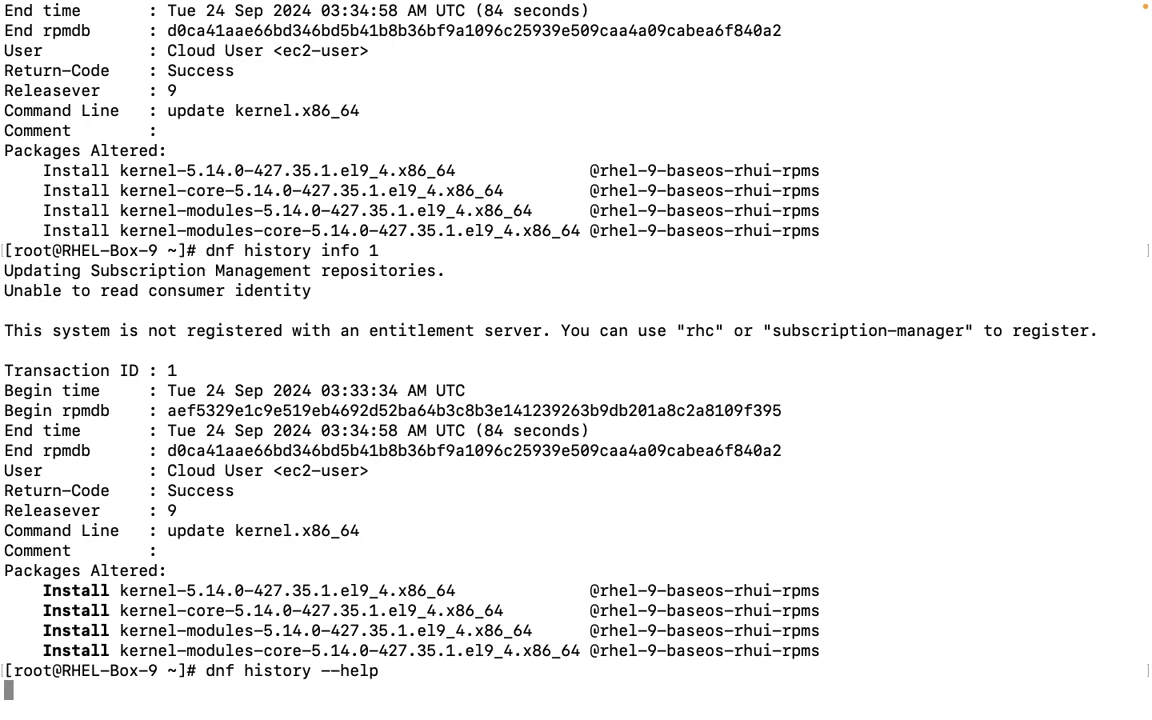 End time       : Tue 24 Sep 2024 03:34:58 AM UTC (84 seconds)
End rpmdb      : d0ca41aae66bd346bd5b41b8b36bf9a1096c25939e509caa4a09cabea6f840a2
User           : Cloud User <ec2-user>
Return-Code    : Success
Releasever     : 9
Command Line   : update kernel.x86_64
Comment        :
Packages Altered:
    Install kernel-5.14.0-427.35.1.el9_4.x86_64              @rhel-9-baseos-rhui-rpms
    Install kernel-core-5.14.0-427.35.1.el9_4.x86_64         @rhel-9-baseos-rhui-rpms
    Install kernel-modules-5.14.0-427.35.1.el9_4.x86_64      @rhel-9-baseos-rhui-rpms
    Install kernel-modules-core-5.14.0-427.35.1.el9_4.x86_64 @rhel-9-baseos-rhui-rpms
[root@RHEL-Box-9 ~]# dnf history info 1
Updating Subscription Management repositories.
Unable to read consumer identity

This system is not registered with an entitlement server. You can use "rhc" or "subscription-manager" to register.

Transaction ID : 1
Begin time     : Tue 24 Sep 2024 03:33:34 AM UTC
Begin rpmdb    : aef5329e1c9e519eb4692d52ba64b3c8b3e141239263b9db201a8c2a8109f395
End time       : Tue 24 Sep 2024 03:34:58 AM UTC (84 seconds)
End rpmdb      : d0ca41aae66bd346bd5b41b8b36bf9a1096c25939e509caa4a09cabea6f840a2
User           : Cloud User <ec2-user>
Return-Code    : Success
Releasever     : 9
Command Line   : update kernel.x86_64
Comment        :
Packages Altered:
    Install kernel-5.14.0-427.35.1.el9_4.x86_64              @rhel-9-baseos-rhui-rpms
    Install kernel-core-5.14.0-427.35.1.el9_4.x86_64         @rhel-9-baseos-rhui-rpms
    Install kernel-modules-5.14.0-427.35.1.el9_4.x86_64      @rhel-9-baseos-rhui-rpms
    Install kernel-modules-core-5.14.0-427.35.1.el9_4.x86_64 @rhel-9-baseos-rhui-rpms
[root@RHEL-Box-9 ~]# dnf history --help